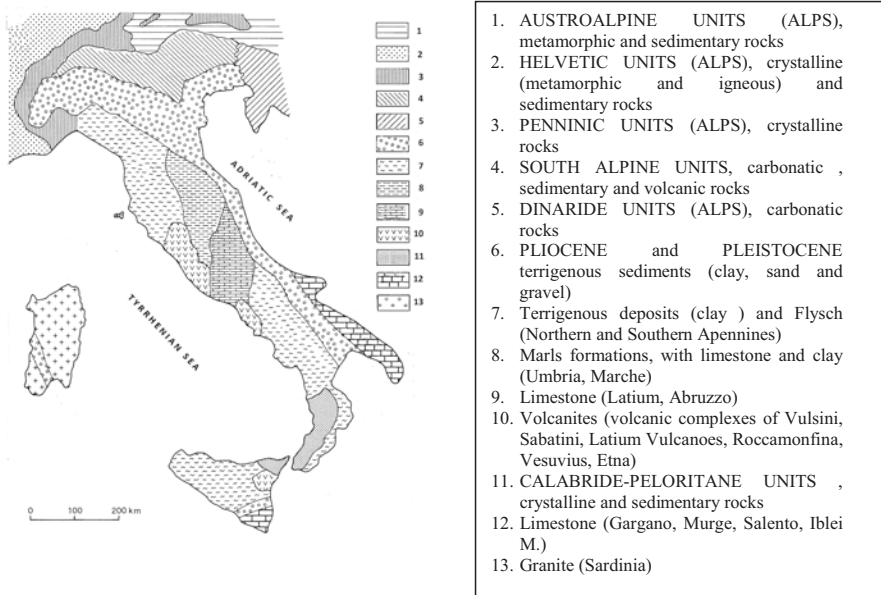 1
2
3
4
5
6
7
8
9
10
11
12
13
ADRIATIC SEA
TYRRHENIAN SEA
0 100 200 km
1. AUSTROALPINE UNITS (ALPS),
metamorphic and sedimentary rocks
2. HELVETIC UNITS (ALPS), crystalline
(metamorphic and igneous) and
sedimentary rocks
3. PENNINIC UNITS (ALPS), crystalline
rocks
4. SOUTH ALPINE UNITS, carbonatic ,
sedimentary and volcanic rocks
5. DINARIDE UNITS (ALPS), carbonatic
rocks
6. PLIOCENE and PLEISTOCENE
terrigenous sediments (clay, sand and
gravel)
7. Terrigenous deposits (clay ) and Flysch
(Northern and Southern Apennines)
8. Marls formations, with limestone and clay
(Umbria, Marche)
9. Limestone (Latium, Abruzzo)
10. Volcanites (volcanic complexes of Vulsini,
Sabatini, Latium Vulcanoes, Roccamonfina,
Vesuvius, Etna)
11. CALABRIDE-PELORITANE UNITS ,
crystalline and sedimentary rocks
12. Limestone (Gargano, Murge, Salento, Iblei
M.)
13. Granite (Sardinia)